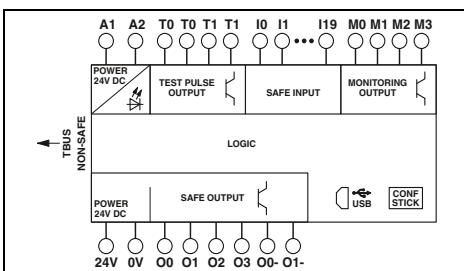 A1 A2 T0 T0 T1 T1 I0 I1 ••• I19 M0 M1 M2 M3
POWER
24V DC
TEST PULSE
OUTPUT
SAFE INPUT
MONITORING
OUTPUT
TBUS
NON-SAFE
LOGIC
POWER
24V DC
SAFE OUTPUT
USB
CONF
STICK
24V 0V O0 O1 O2 O3 O0- O1-